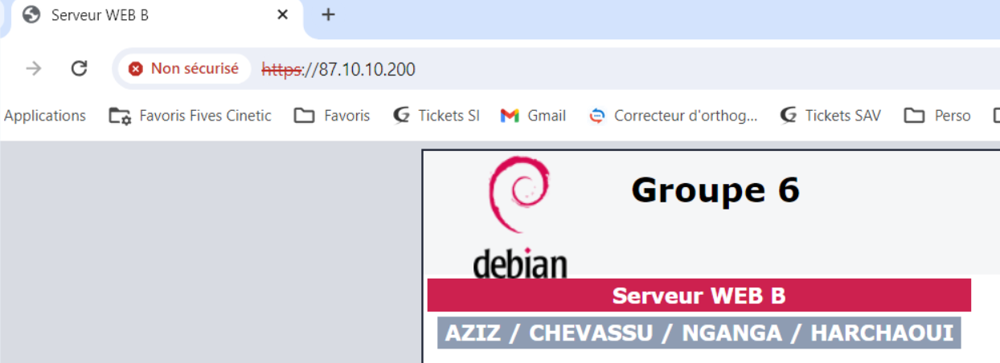 Serveur WEB B
Non sécurisé https://87.10.10.200
Applications Favoris Fives Cinetic Favoris Tickets SI Gmail Correcteur d'orthog... Tickets SAV Perso
debian
Groupe 6
Serveur WEB B
AZIZ / CHEVASSU / NGANGA / HARCHAOUI